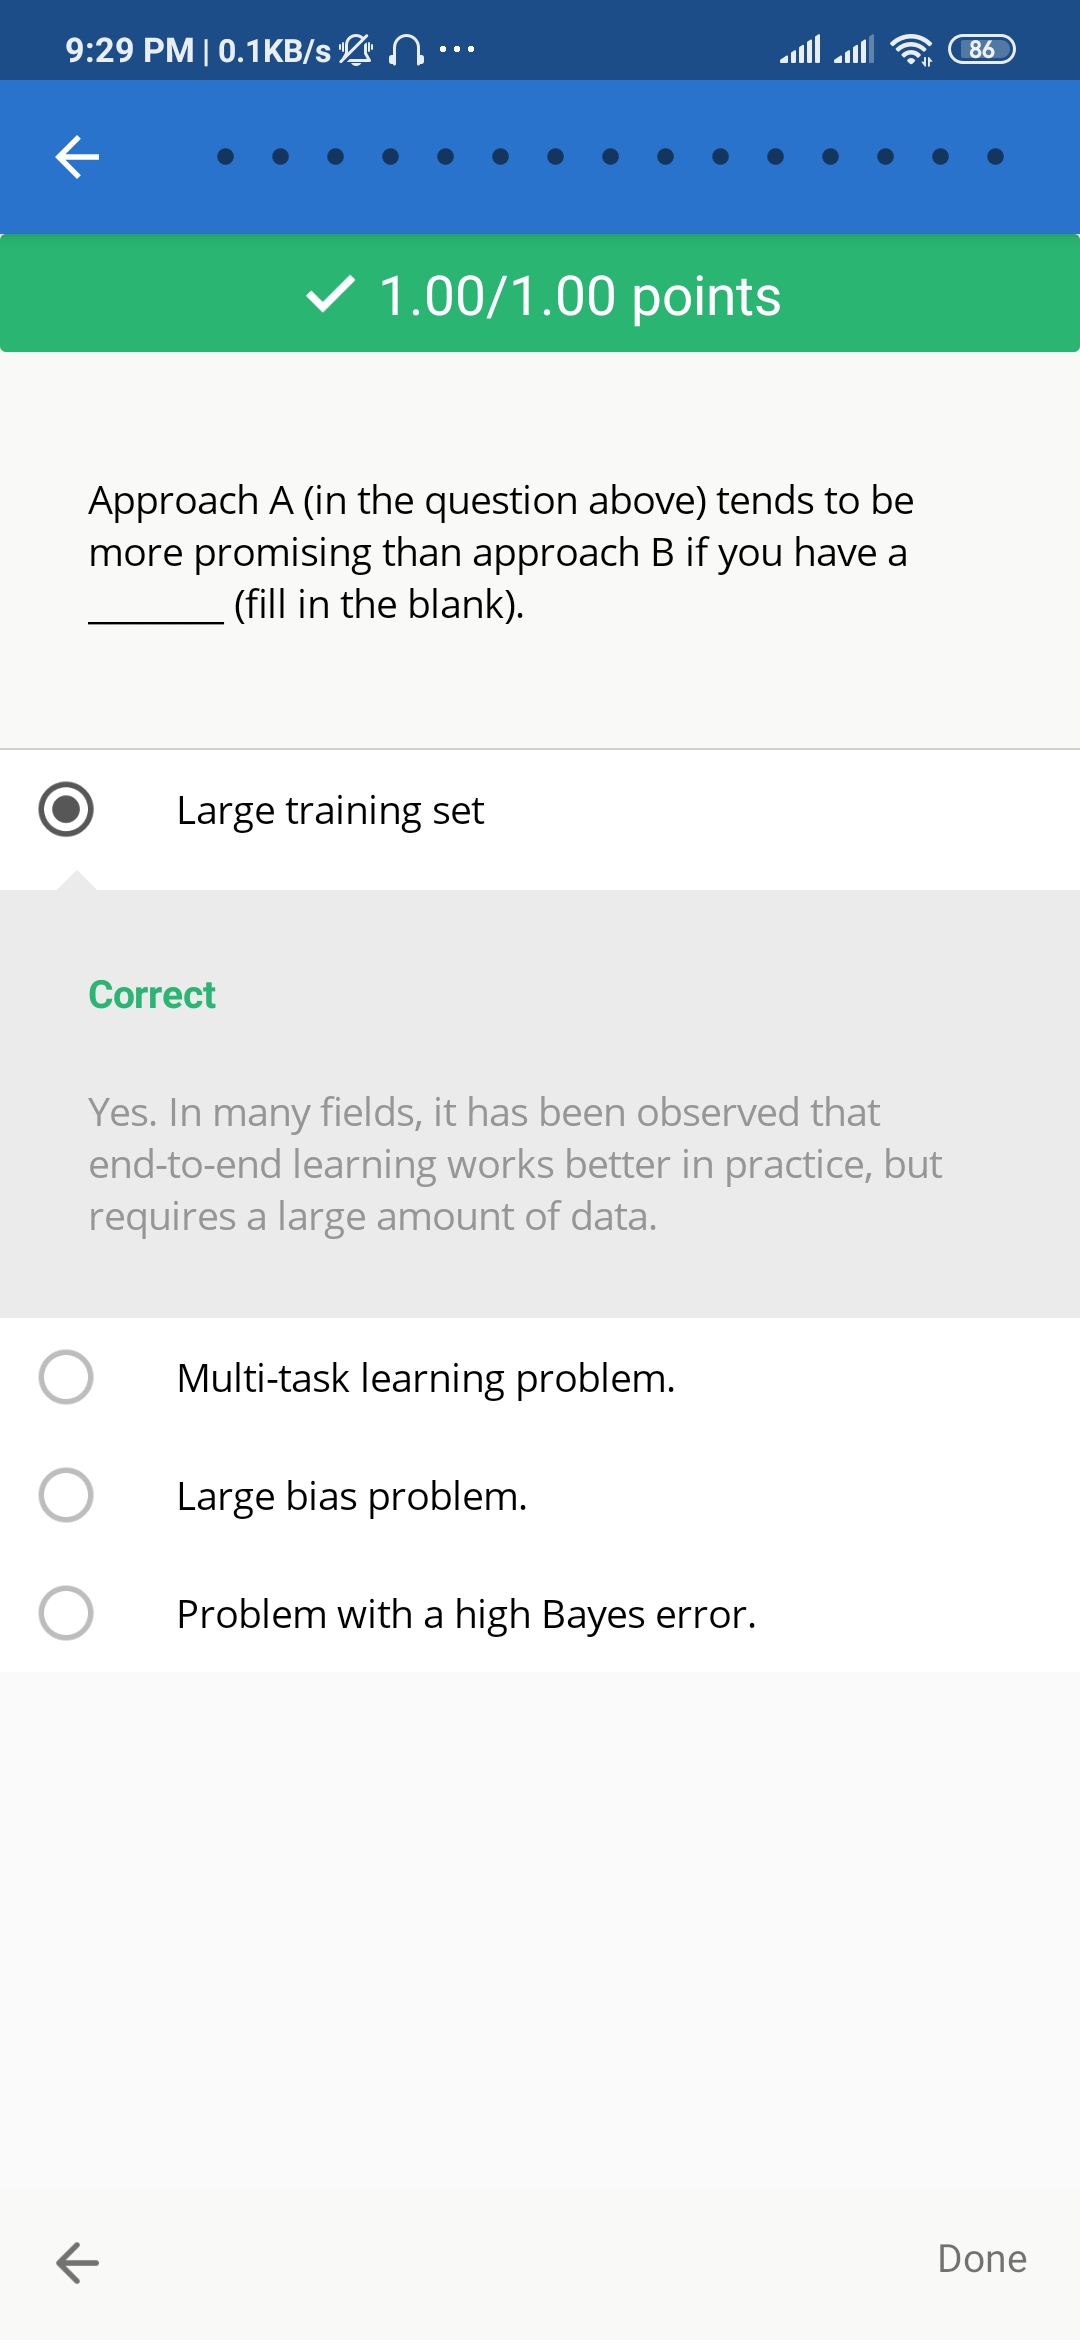 9:29 PM | 0.1KB/s ... 86
1.00/1.00 points
Approach A (in the question above) tends to be
more promising than approach B if you have a
________ (fill in the blank).
Large training set
Correct
Yes. In many fields, it has been observed that
end-to-end learning works better in practice, but
requires a large amount of data.
Multi-task learning problem.
Large bias problem.
Problem with a high Bayes error.
Done